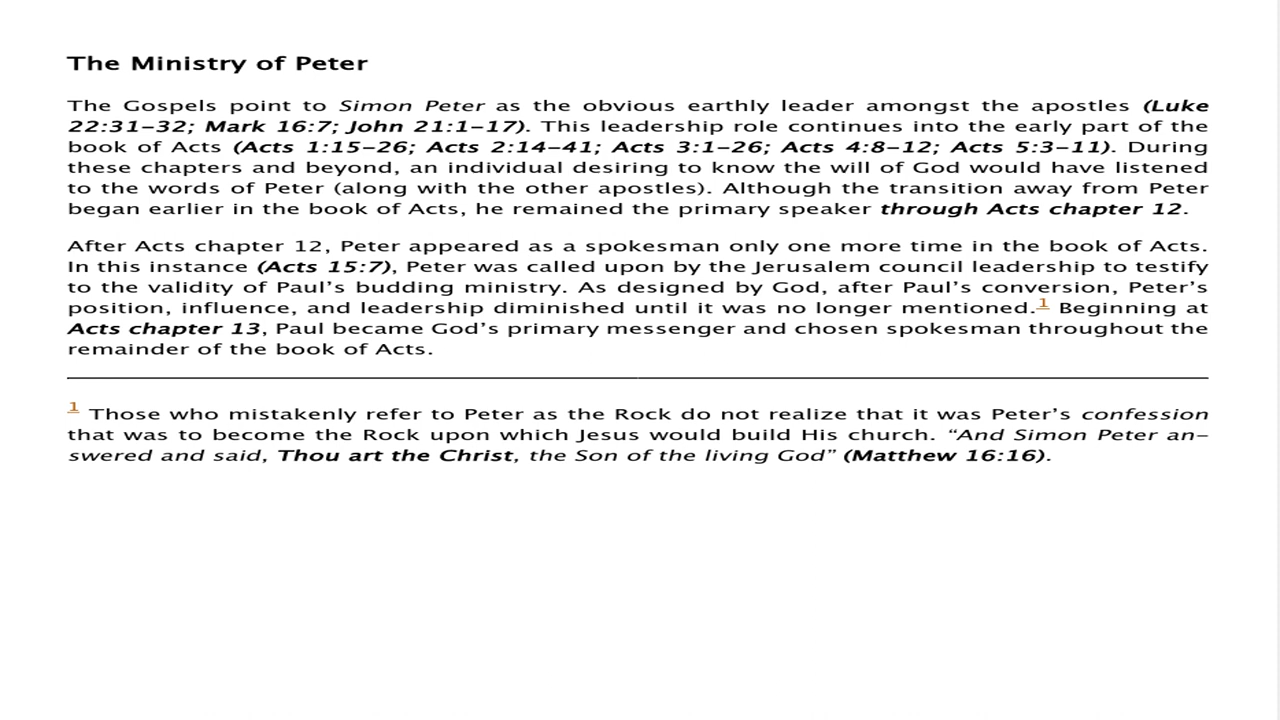 The Ministry of Peter
The Gospels point to Simon Peter as the obvious earthly leader amongst the apostles (Luke
22:31–32; Mark 16:7; John 21:1–17). This leadership role continues into the early part of the
book of Acts (Acts 1:15–26; Acts 2:14–41; Acts 3:1–26; Acts 4:8–12; Acts 5:3–11). During
these chapters and beyond, an individual desiring to know the will of God would have listened
to the words of Peter (along with the other apostles). Although the transition away from Peter
began earlier in the book of Acts, he remained the primary speaker through Acts chapter 12.
After Acts chapter 12, Peter appeared as a spokesman only one more time in the book of Acts.
In this instance (Acts 15:7), Peter was called upon by the Jerusalem council leadership to testify
to the validity of Paul’s budding ministry. As designed by God, after Paul’s conversion, Peter’s
position, influence, and leadership diminished until it was no longer mentioned.1 Beginning at
Acts chapter 13, Paul became God’s primary messenger and chosen spokesman throughout the
remainder of the book of Acts.
1 Those who mistakenly refer to Peter as the Rock do not realize that it was Peter’s confession
that was to become the Rock upon which Jesus would build His church. “And Simon Peter an–
swered and said, Thou art the Christ, the Son of the living God” (Matthew 16:16).